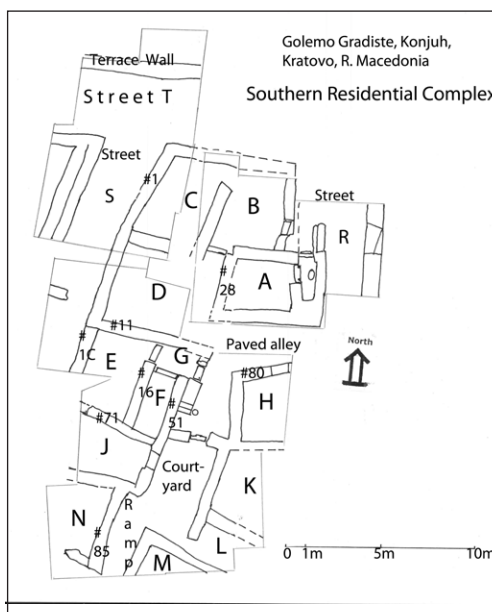 Golemo Gradiste, Konjuh,
Kratovo, R. Macedonia
Southern Residential Complex
Terrace Wall
Street T
Street
S
#1
C
B
Street
R
#
28
A
D
#11
#
1C
E
G
Paved alley
North
#
16
F
#
51
#80
H
#71
J
Court-
yard
K
N
#
85
Ramp
M
L
0 1m 5m 10m